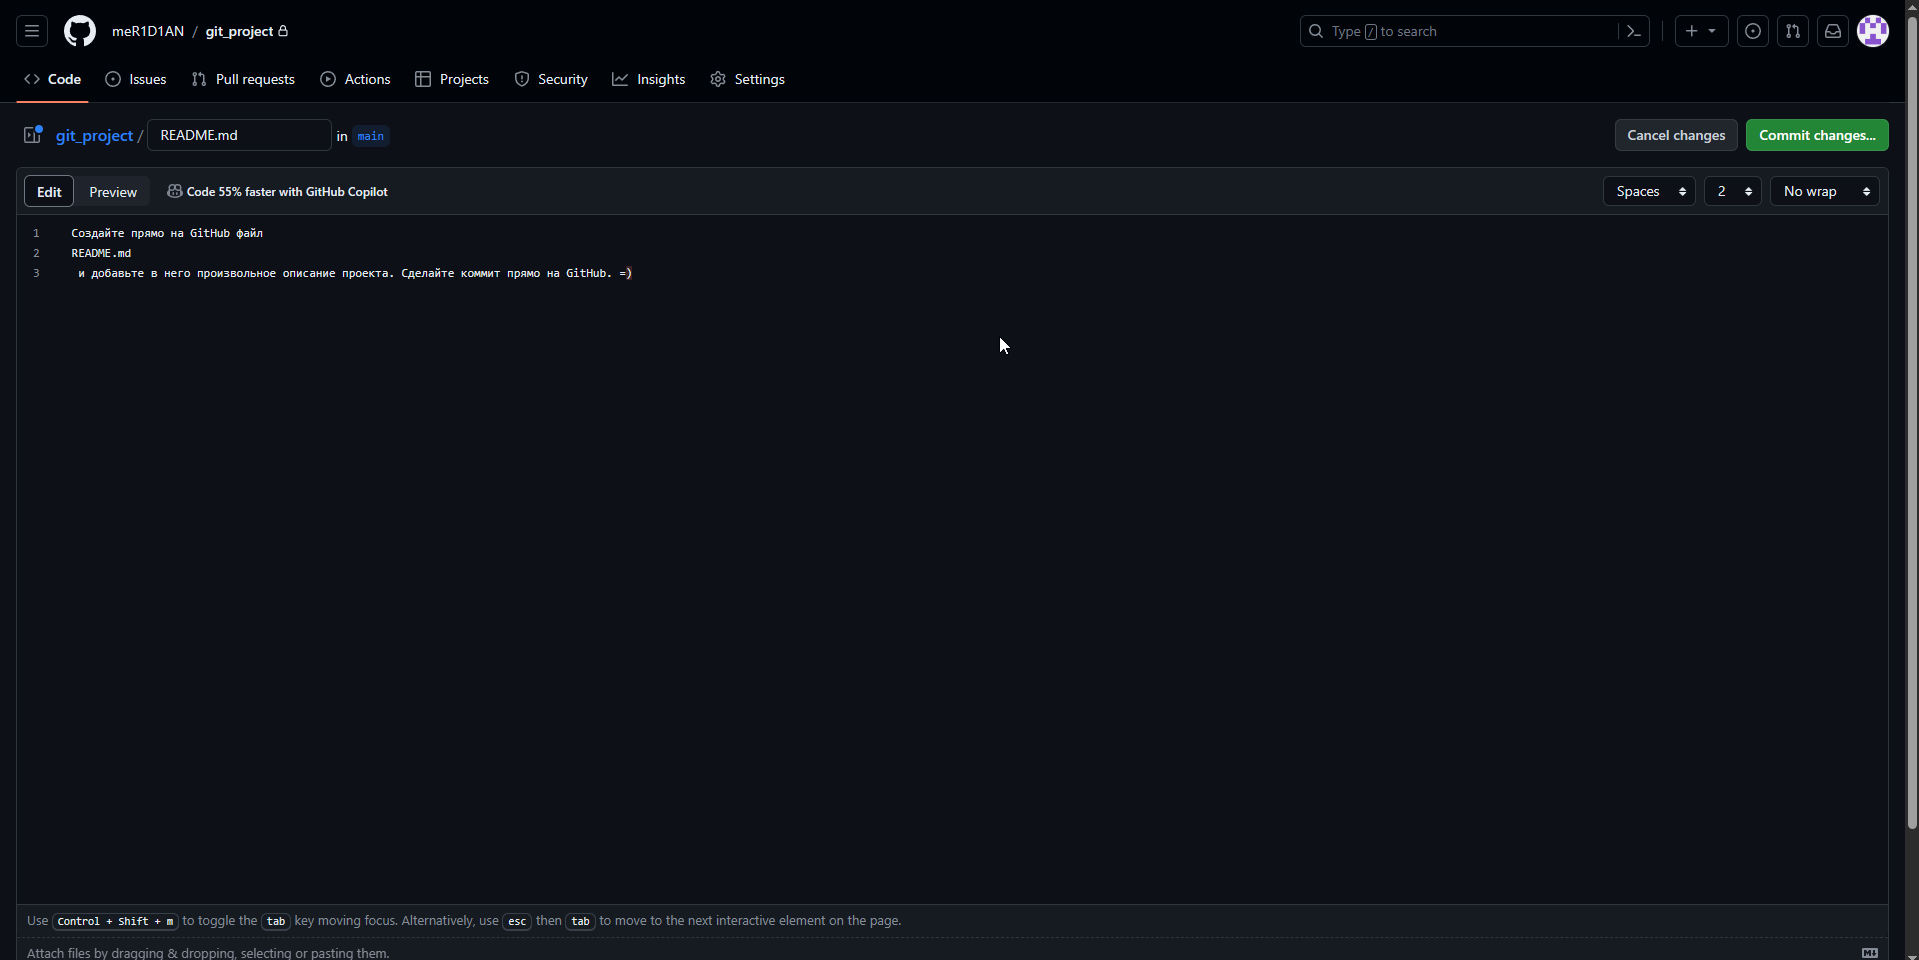 meR1D1AN / git_project
Type / to search
Code Issues Pull requests Actions Projects Security Insights Settings
git_project / README.md in main
Cancel changes Commit changes...
Edit Preview Code 55% faster with GitHub Copilot
Spaces 2 No wrap
1 Создайте прямо на GitHub файл
2 README.md
3 и добавьте в него произвольное описание проекта. Сделайте коммит прямо на GitHub. =)
Use Control + Shift + m to toggle the tab key moving focus. Alternatively, use esc then tab to move to the next interactive element on the page.
Attach files by dragging & dropping, selecting or pasting them.